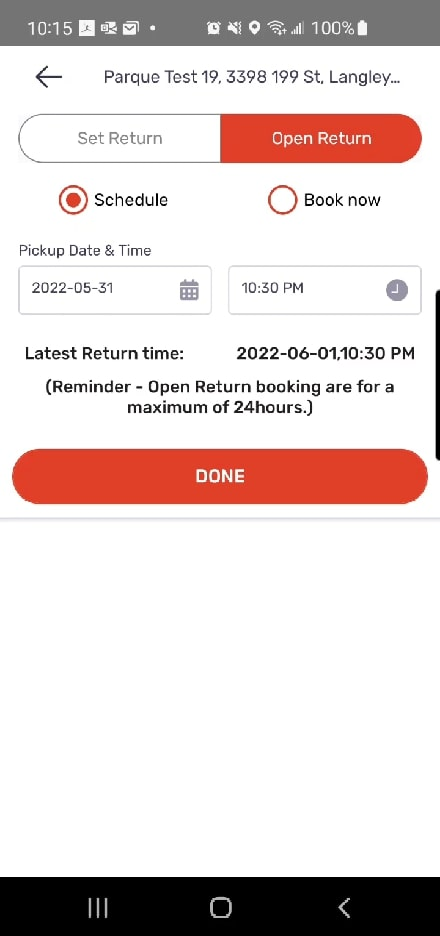 10:15 100%
Parque Test 19, 3398 199 St, Langley...
Set Return Open Return
Schedule Book now
Pickup Date & Time
2022-05-31 10:30 PM
Latest Return time: 2022-06-01,10:30 PM
(Reminder - Open Return booking are for a
maximum of 24hours.)
DONE